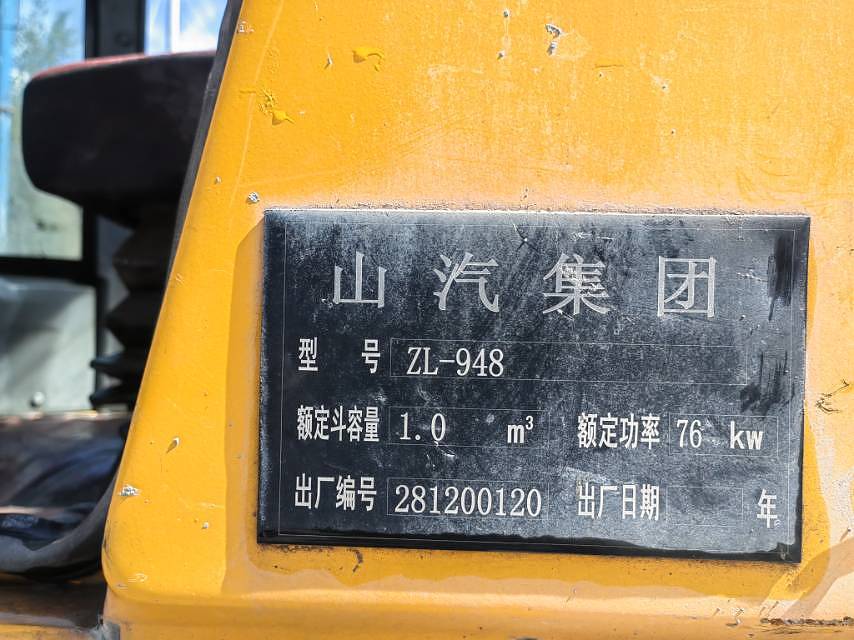 山汽集团
型号 ZL-948
额定斗容量 1.0 m³ 额定功率 76 kw
出厂编号 281200120 出厂日期 年